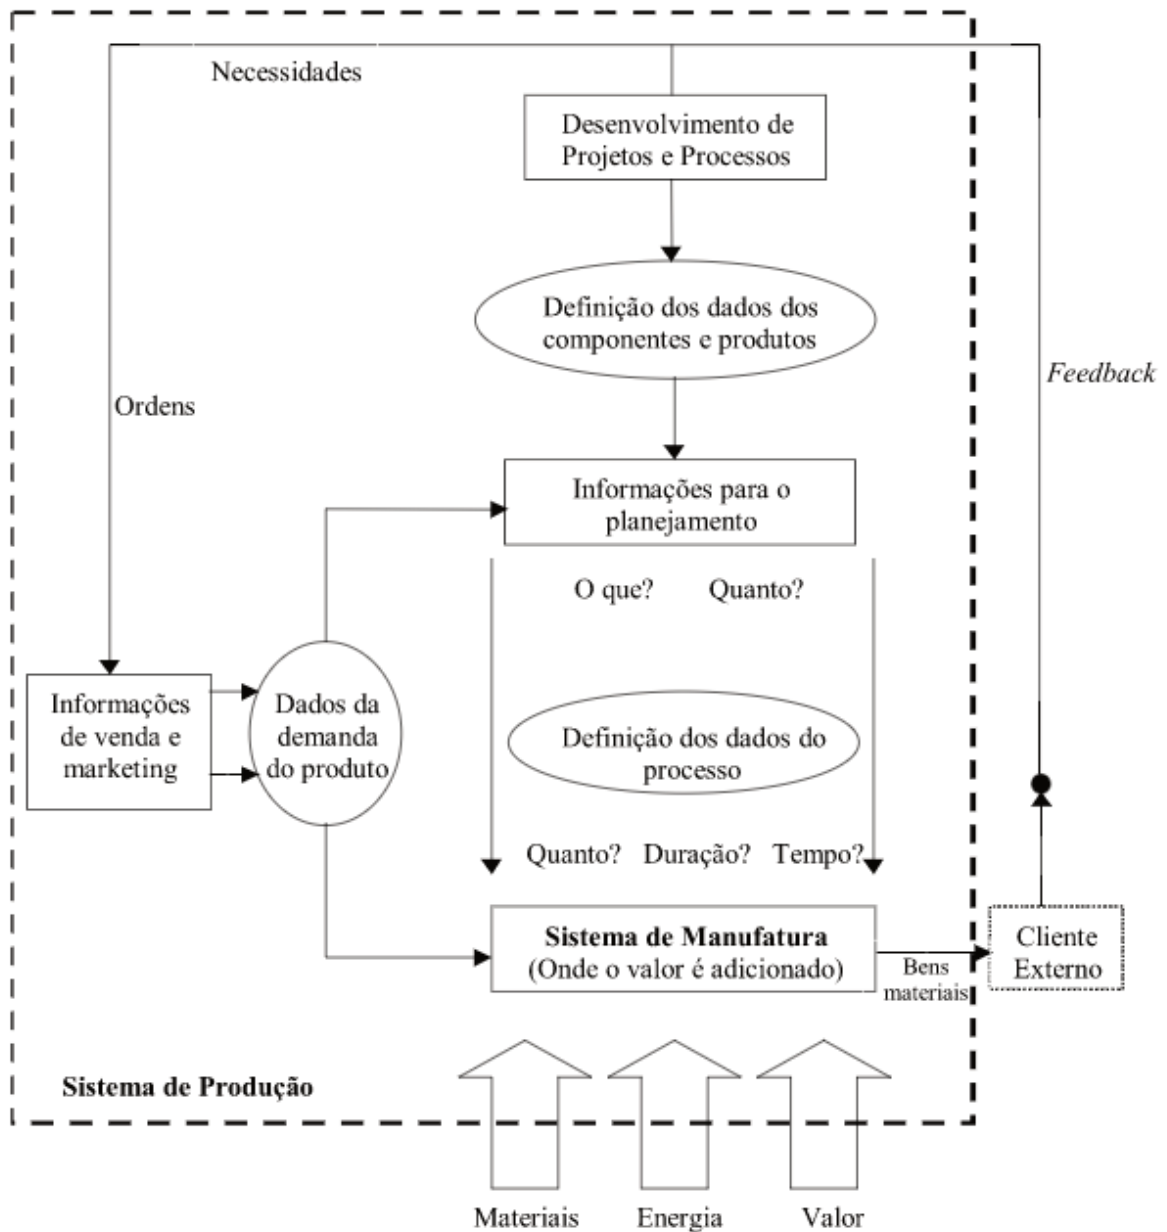 Necessidades
Desenvolvimento de
Projetos e Processos
Definição dos dados dos
componentes e produtos
Feedback
Ordens
Informações para o
planejamento
O que? Quanto?
Informações
de venda e
marketing
Dados da
demanda
do produto
Definição dos dados do
processo
Quanto? Duração? Tempo?
Sistema de Manufatura
(Onde o valor é adicionado)
Bens
materiais
Cliente
Externo
Sistema de Produção
Materiais Energia Valor